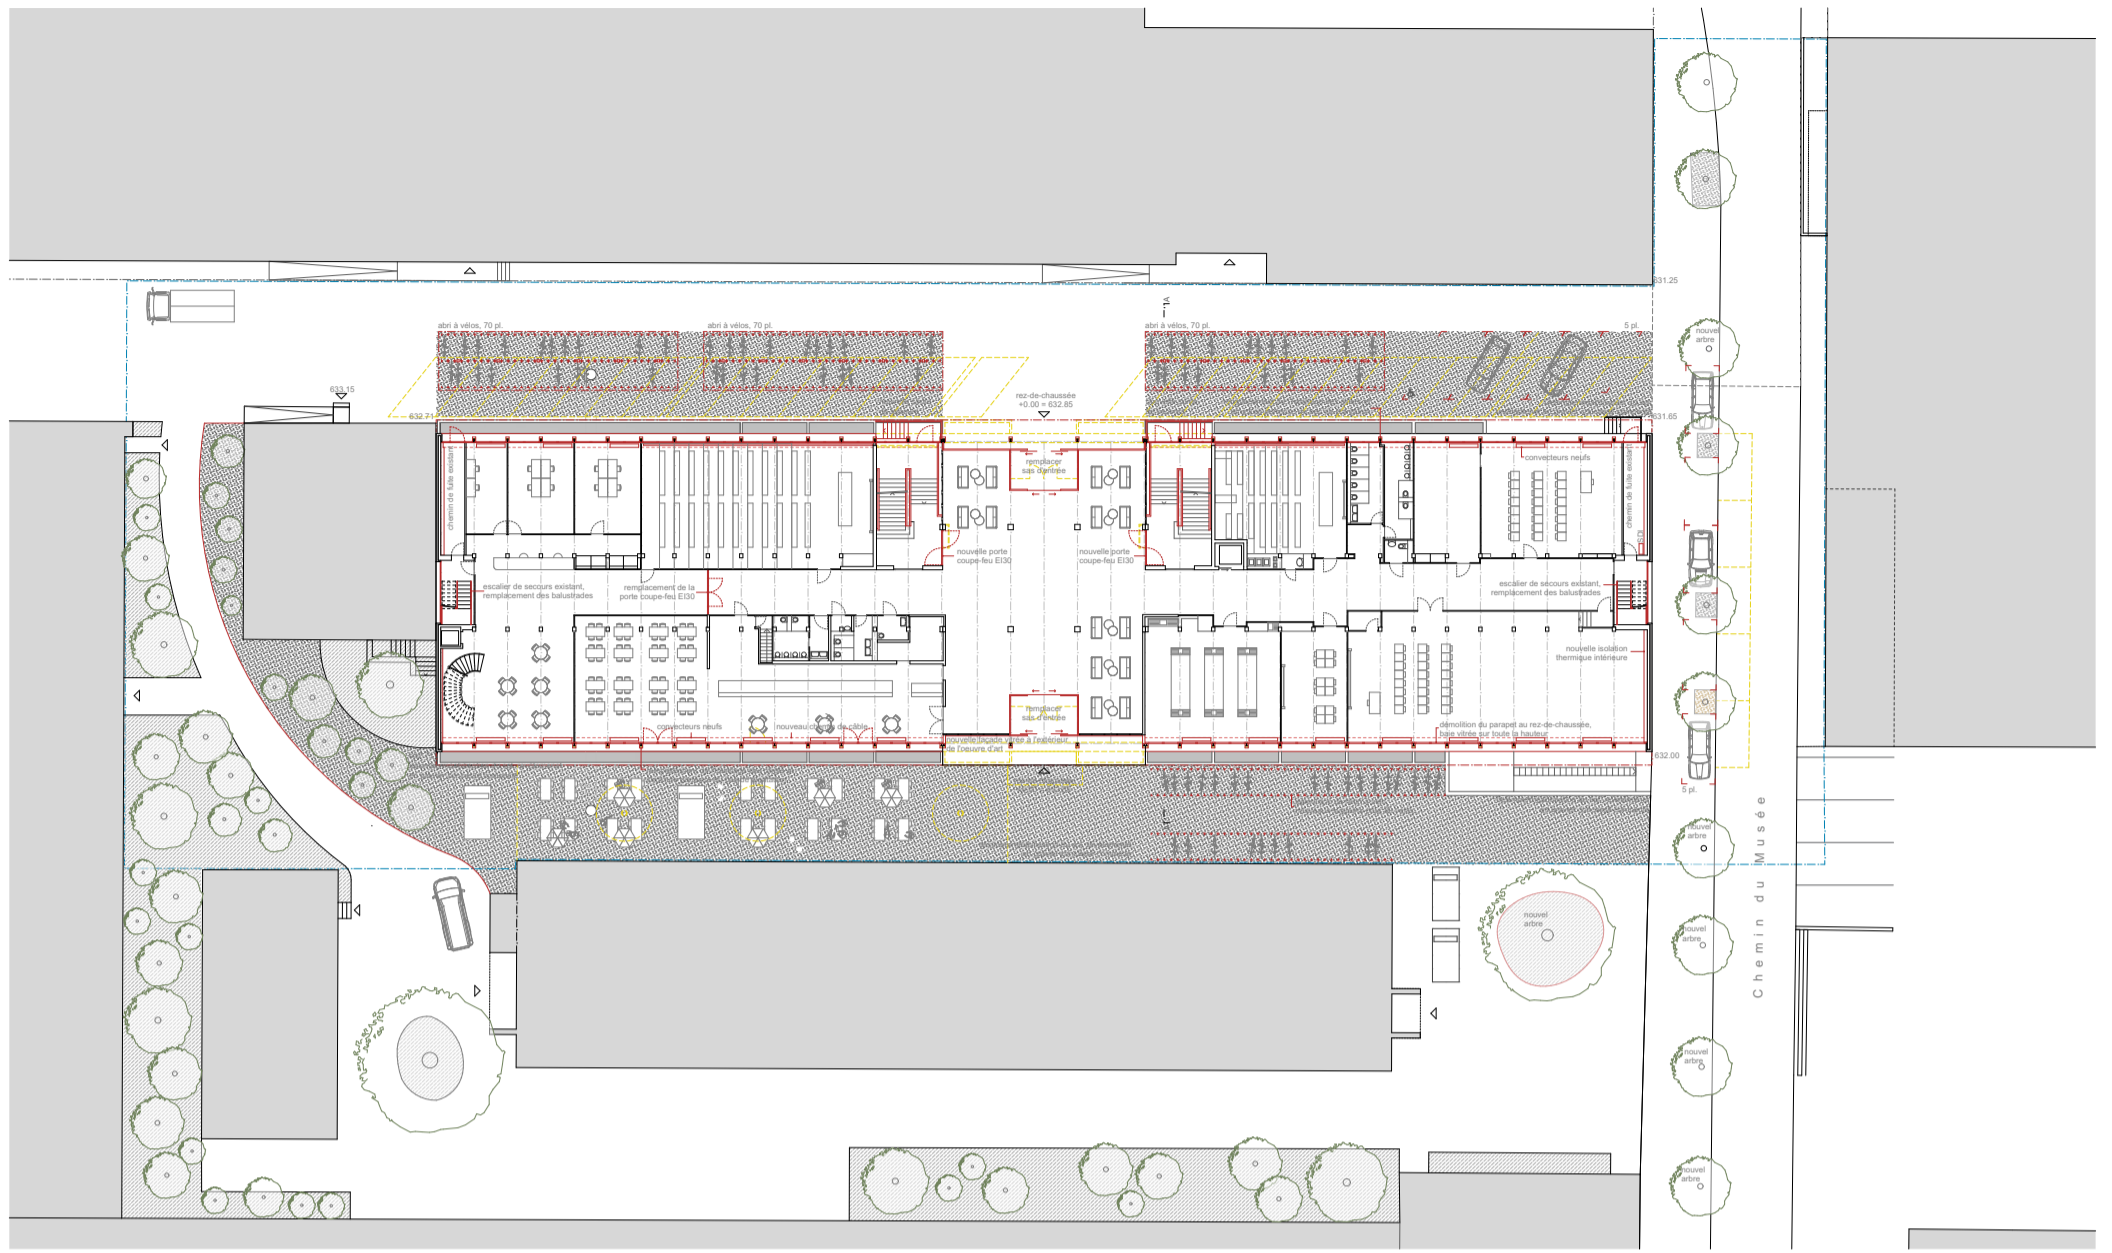 631.25
nouvel
arbre
abri à vélos, 70 pl.
abri à vélos, 70 pl.
abri à vélos, 70 pl.
5 pl.
633.15
632.71
rez-de-chaussée
+0.00 = 632.85
631.65
chemin de fuite existant
remplacer
sas d'entrée
convecteurs neufs
chemin de fuite existant
nouvelle porte
coupe-feu EI30
nouvelle porte
coupe-feu EI30
escalier de secours existant,
remplacement des balustrades
remplacement de la
porte coupe-feu EI30
escalier de secours existant,
remplacement des balustrades
nouvelle isolation
thermique intérieure
convecteurs neufs
nouveau chemin de câble
remplacer
sas d'entrée
nouvelle façade vitrée à l'extérieur
de l'oeuvre d'art
démolition du parapet au rez-de-chaussée,
baie vitrée sur toute la hauteur
632.00
5 pl.
Chemin du Musée
nouvel
arbre
nouvel
arbre
nouvel
arbre
nouvel
arbre
nouvel
arbre